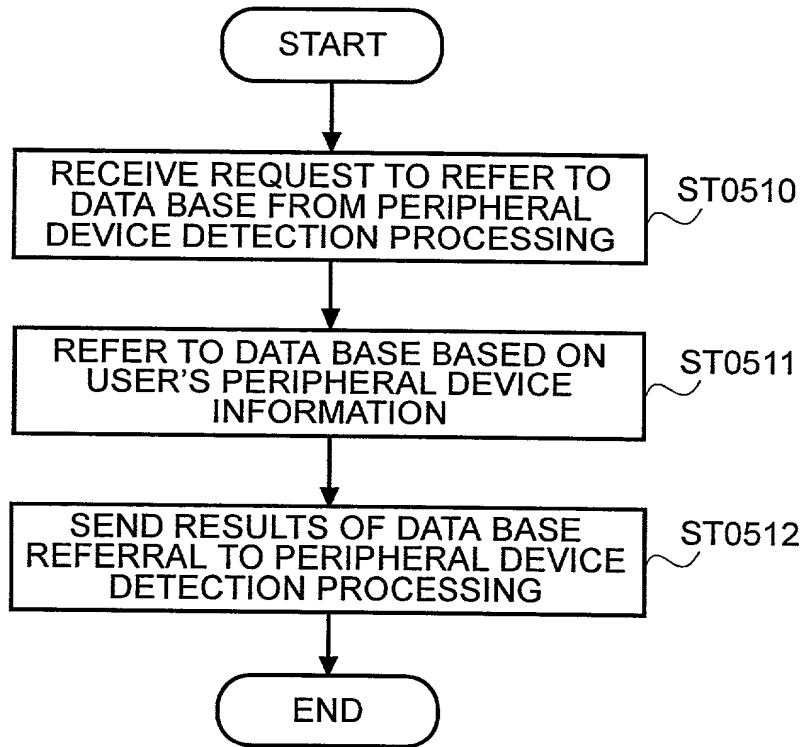 START
RECEIVE REQUEST TO REFER TO
DATA BASE FROM PERIPHERAL
DEVICE DETECTION PROCESSING
ST0510
REFER TO DATA BASE BASED ON
USER'S PERIPHERAL DEVICE
INFORMATION
ST0511
SEND RESULTS OF DATA BASE
REFERRAL TO PERIPHERAL DEVICE
DETECTION PROCESSING
ST0512
END